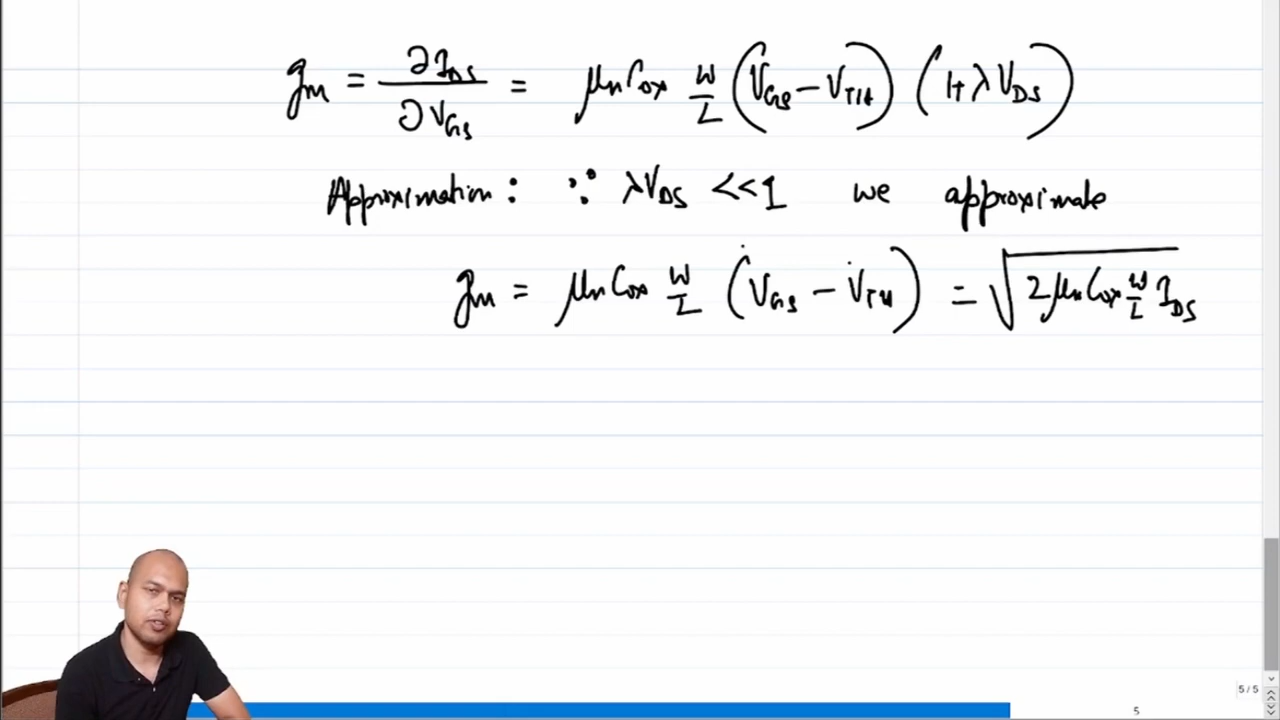 gm = ∂IDS/∂VGS = μnCox W/L (VGS − VTH) (1+λVDS)
Approximation: ∵ λVDS <<1 we approximate
gm = μnCox W/L (VGS − VTH) = √(2μnCox W/L IDS)
5 / 5
5